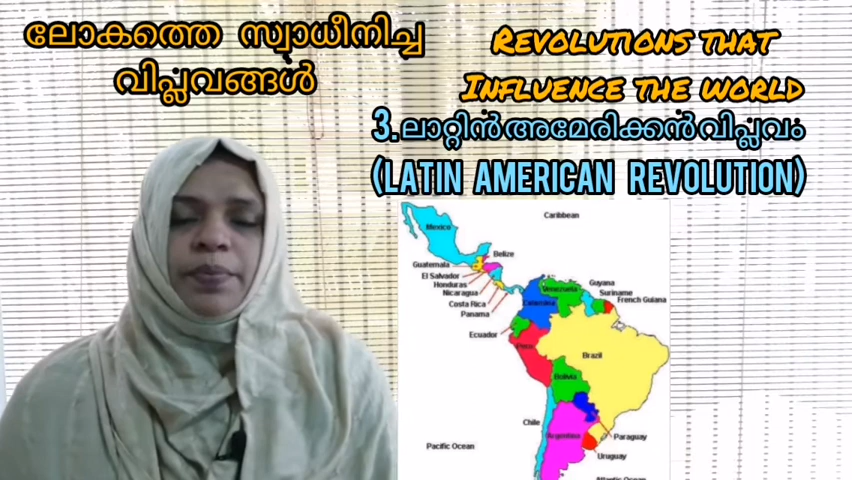 ലോകത്തെ സ്വാധീനിച്ച
വിപ്ലവങ്ങൾ
Revolutions that
Influence the world
3.ലാറ്റിൻഅമേരിക്കൻവിപ്ലവം
(LATIN AMERICAN REVOLUTION)
Caribbean
Mexico
Belize
Guatemala
El Salvador
Honduras
Nicaragua
Costa Rica
Panama
Venezuela
Guyana
Suriname
French Guiana
Colombia
Ecuador
Peru
Brazil
Bolivia
Chile
Paraguay
Argentina
Uruguay
Pacific Ocean
Atlantic Ocean